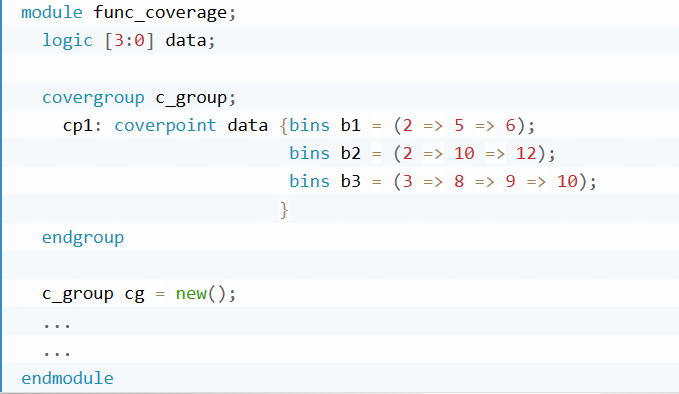 module func_coverage;
  logic [3:0] data;

  covergroup c_group;
    cp1: coverpoint data {bins b1 = (2 => 5 => 6);
                          bins b2 = (2 => 10 => 12);
                          bins b3 = (3 => 8 => 9 => 10);
                         }
  endgroup

  c_group cg = new();
  ...
  ...
endmodule